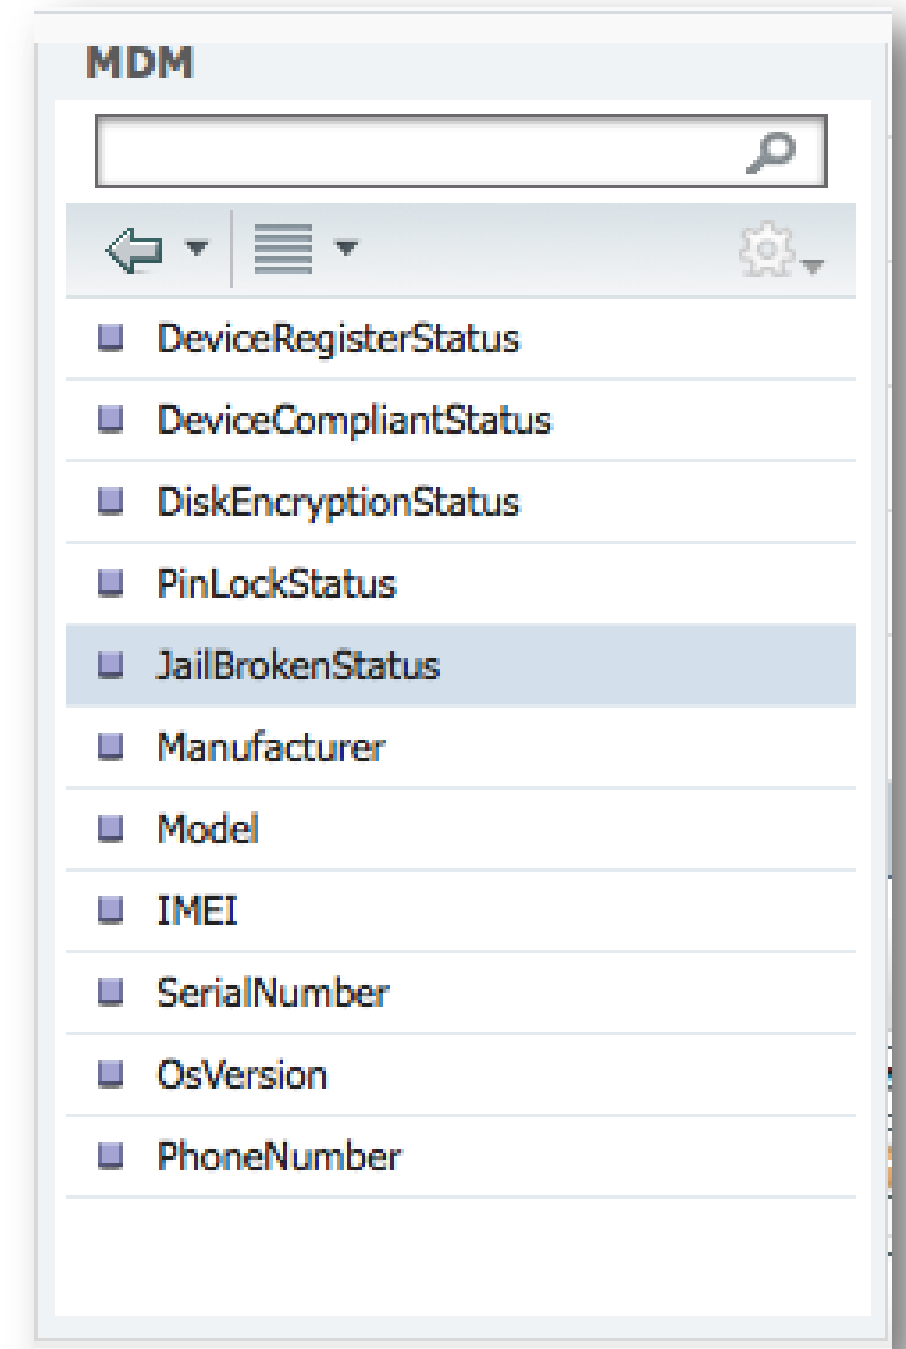 MDM
DeviceRegisterStatus
DeviceCompliantStatus
DiskEncryptionStatus
PinLockStatus
JailBrokenStatus
Manufacturer
Model
IMEI
SerialNumber
OsVersion
PhoneNumber